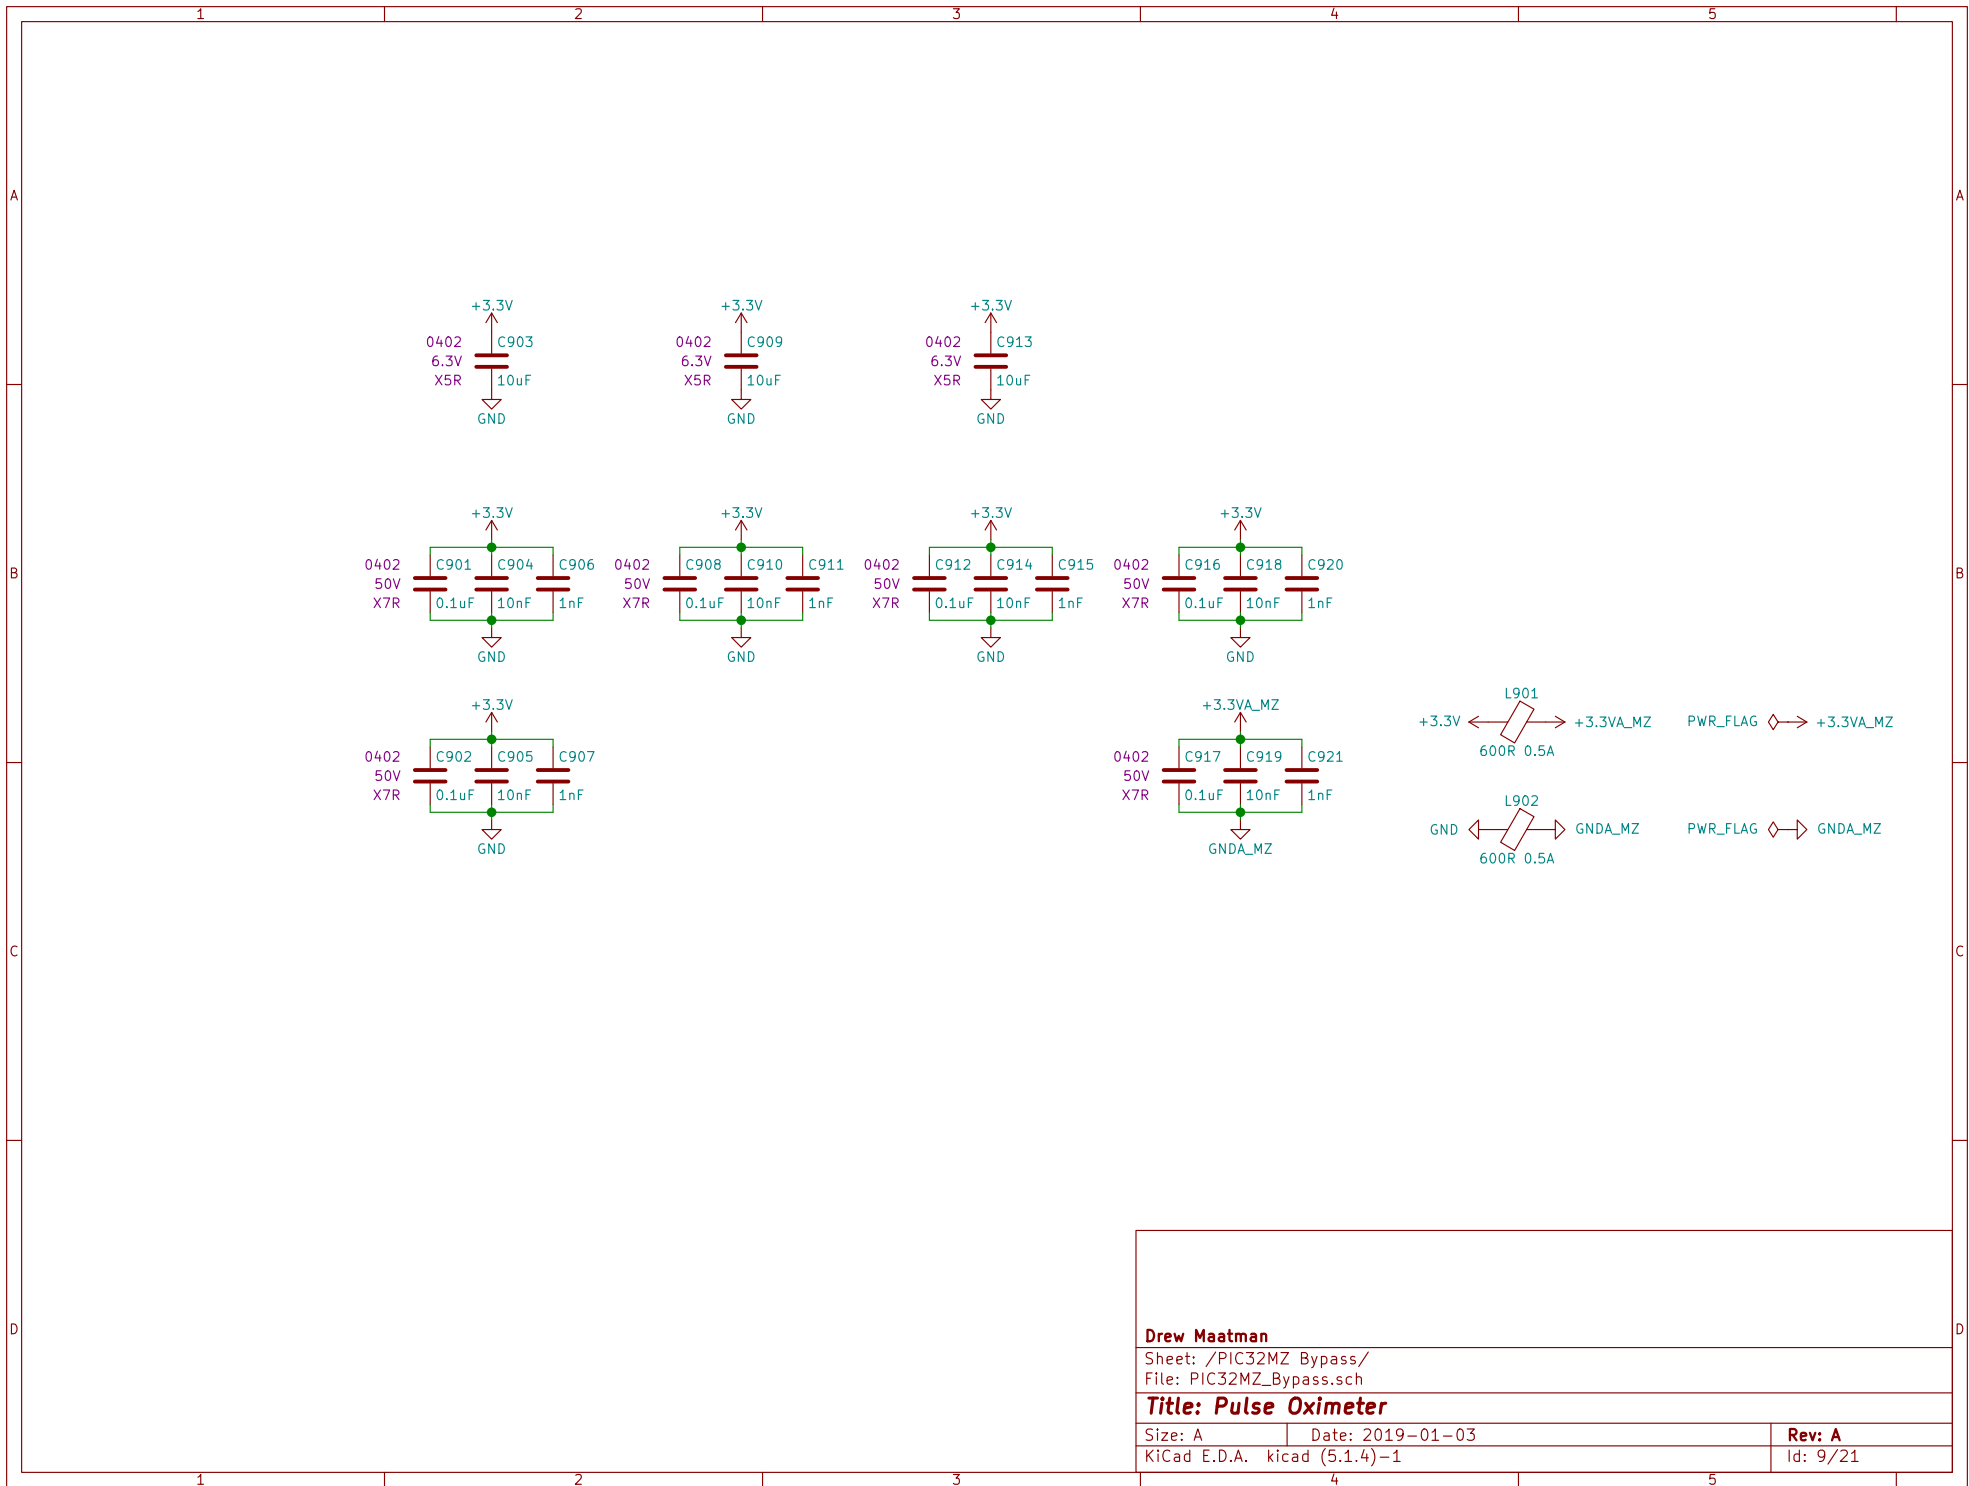 1 2 3 4 5
A A
+3.3V +3.3V +3.3V
0402 C903 0402 C909 0402 C913
6.3V 6.3V 6.3V
X5R 10uF X5R 10uF X5R 10uF
GND GND GND
+3.3V +3.3V +3.3V +3.3V
0402 C901 C904 C906 0402 C908 C910 C911 0402 C912 C914 C915 0402 C916 C918 C920
B 50V 50V 50V 50V B
X7R 0.1uF 10nF 1nF X7R 0.1uF 10nF 1nF X7R 0.1uF 10nF 1nF X7R 0.1uF 10nF 1nF
GND GND GND GND
L901
+3.3V +3.3VA_MZ
+3.3V +3.3VA_MZ PWR_FLAG +3.3VA_MZ
600R 0.5A
0402 C902 C905 C907 0402 C917 C919 C921
50V 50V
X7R 0.1uF 10nF 1nF X7R 0.1uF 10nF 1nF
L902
GND GNDA_MZ PWR_FLAG GNDA_MZ
GND GNDA_MZ
600R 0.5A
C C
D D
Drew Maatman
Sheet: /PIC32MZ Bypass/
File: PIC32MZ_Bypass.sch
Title: Pulse Oximeter
Size: A Date: 2019-01-03 Rev: A
KiCad E.D.A. kicad (5.1.4)-1 Id: 9/21
1 2 3 4 5